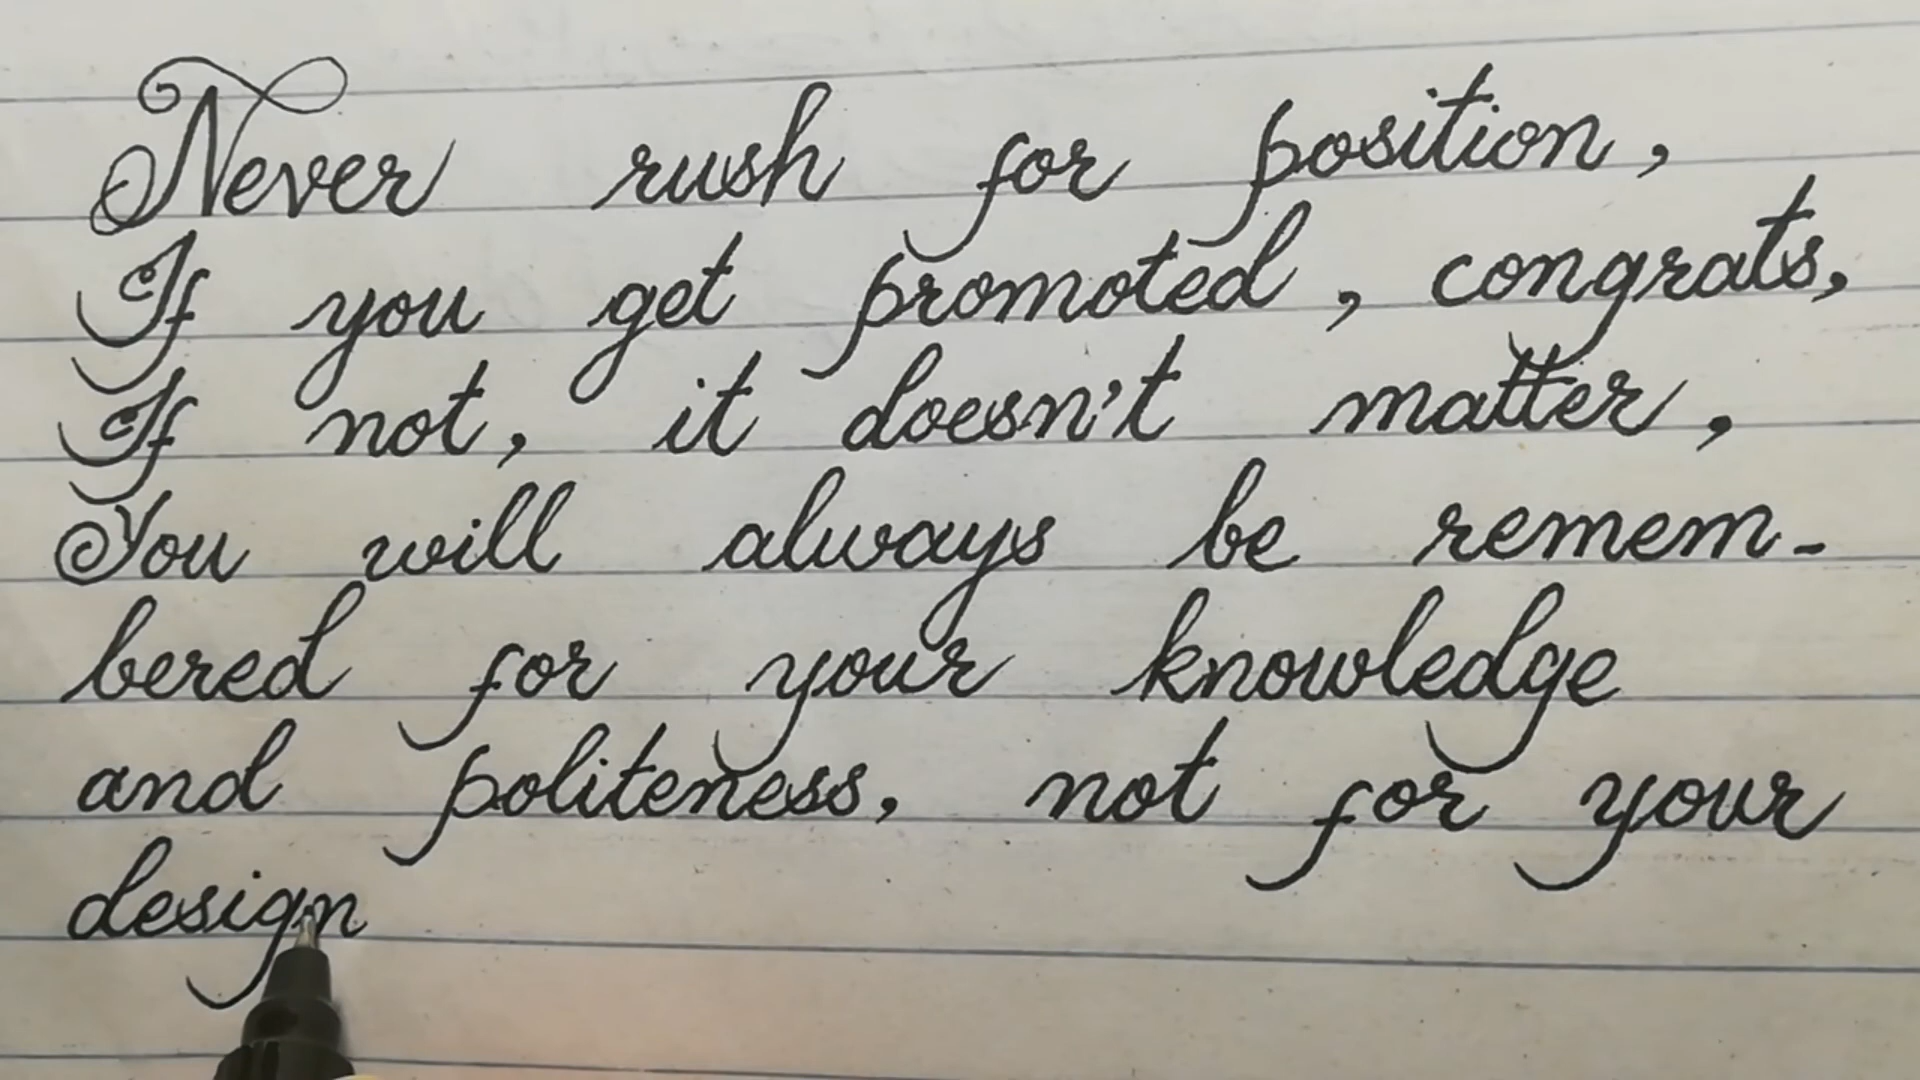 Never rush for position,
If you get promoted, congrats,
If not, it doesn't matter,
You will always be remem-
bered for your knowledge
and politeness, not for your
design